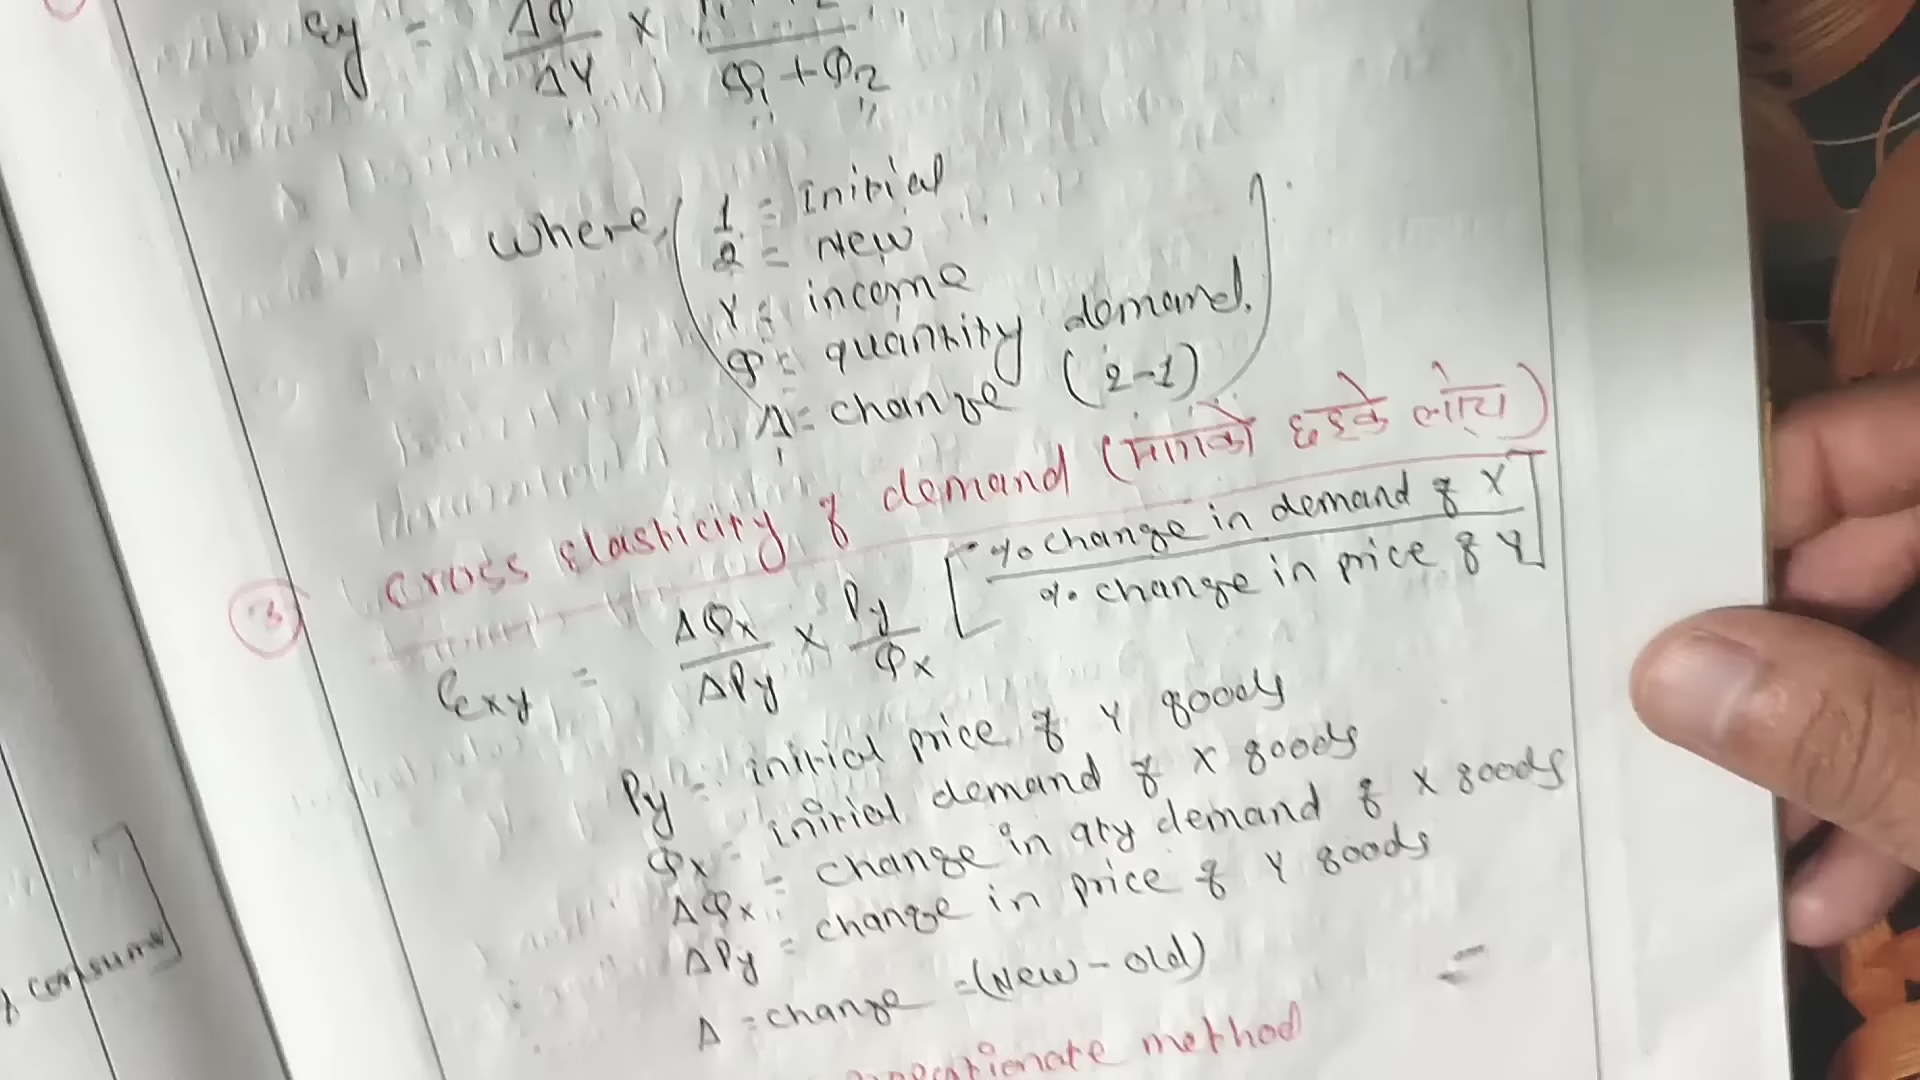 Ey = ΔQ/ΔY × /Q1+Q2
where, 1 = initial
2 = New
Y = income
Q = quantity demand.
Δ = change (2-1)
3 cross elasticity of demand (मागको
Exy = ΔQx/ΔPy × Py/Qx [% change in demand of X / % change in price of Y]
Py = initial price of Y goods
Qx = initial demand of X goods
ΔQx = change in qty demand of X goods
ΔPy = change in price of Y goods
Δ = change = (New - Old)
method
consume